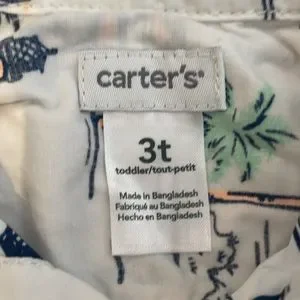 carter's
3t
toddler/tout-petit
Made in Bangladesh
Fabriqué au Bangladesh
Hecho en Bangladesh